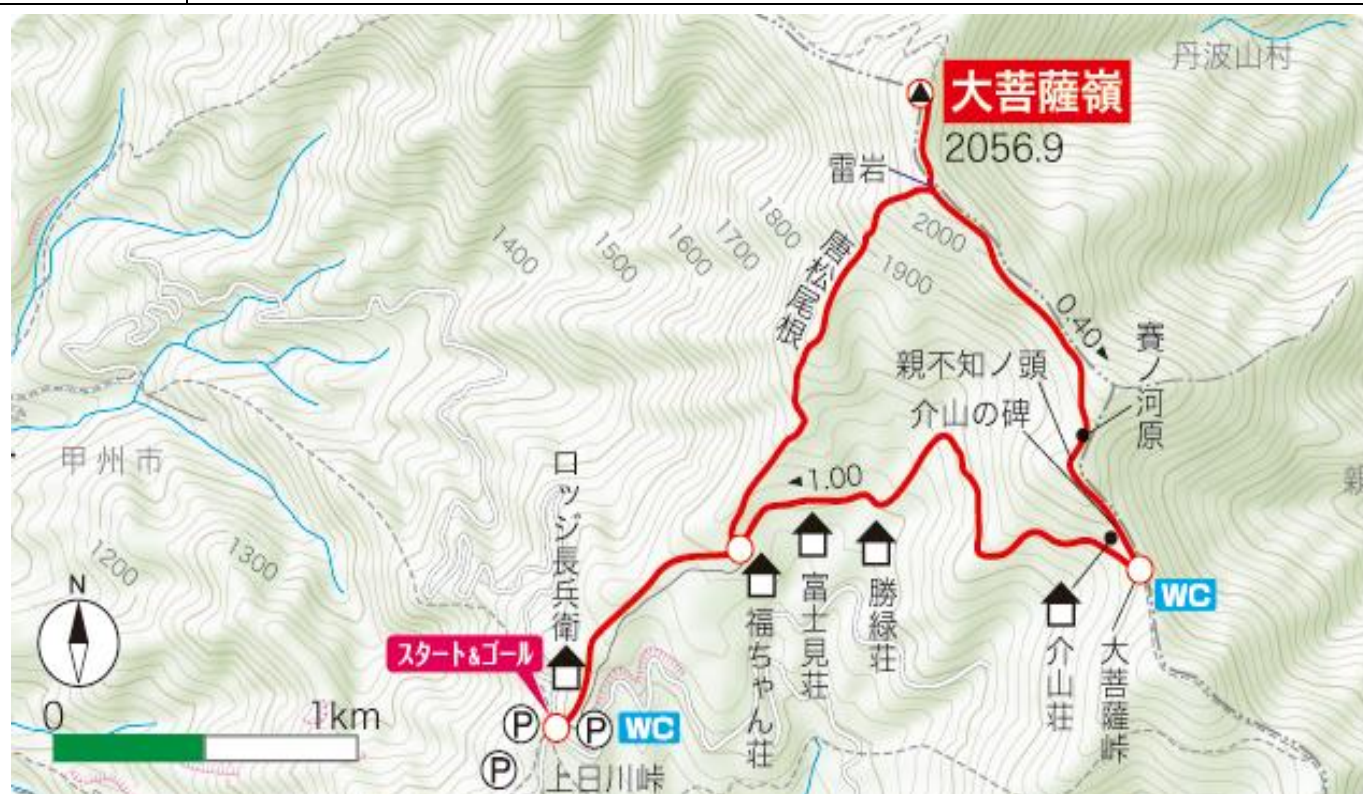 丹波山村
大菩薩嶺
2056.9
雷岩
唐松尾根
1400
1500
1600
1700
1800
1900
2000
0.40
賽ノ河原
親不知ノ頭
介山の碑
1.00
甲州市
親
ロッジ長兵衛
1200
1300
N
スタート&ゴール
福ちゃん荘
富士見荘
勝緑荘
介山荘
大菩薩峠
WC
0
1km
P
P
WC
P
上日川峠